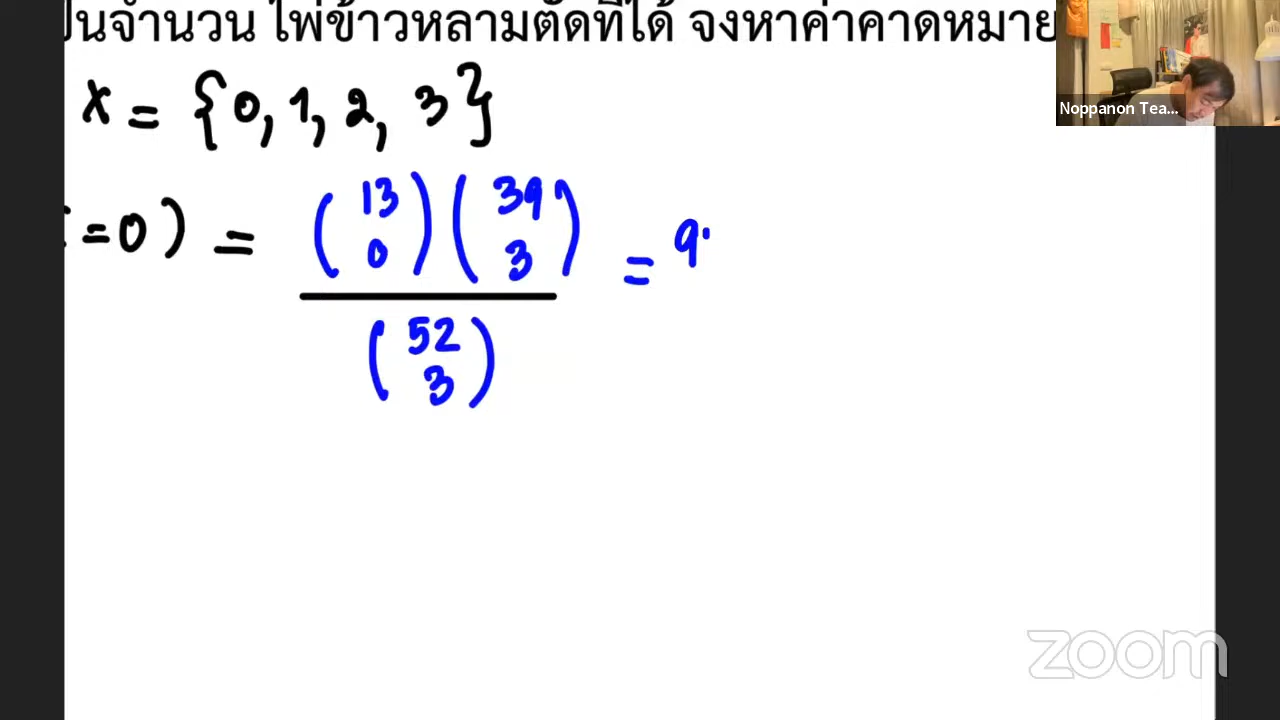 ป็นจำนวน ไพ่ข้าวหลามตัดที่ได้ จงหาค่าคาดหมาย
Noppanon Tea...
x = {0, 1, 2, 3}
= 0) = (13 0)(39 3) / (52 3) = 9.
zoom